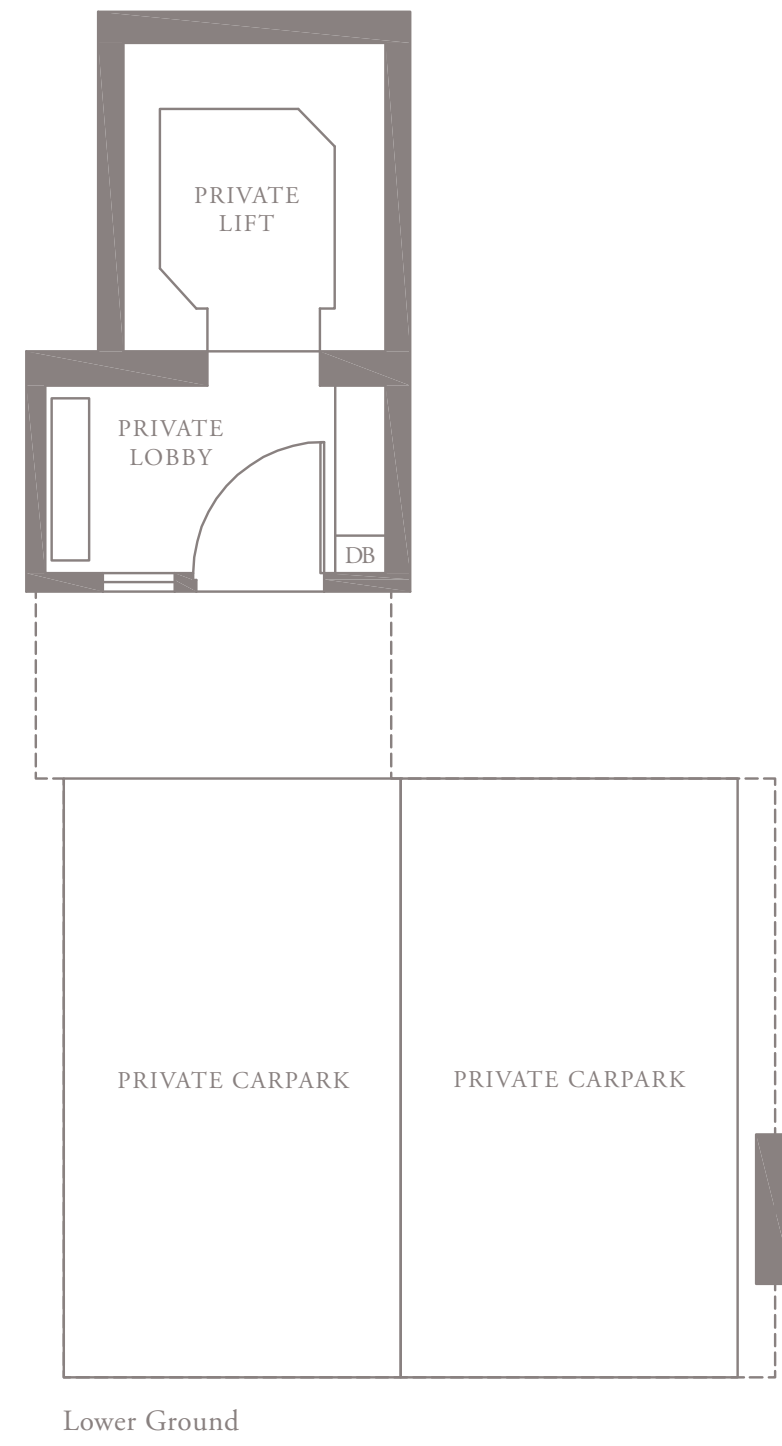 PRIVATE
LIFT
PRIVATE
LOBBY
DB
PRIVATE CARPARK
PRIVATE CARPARK
Lower Ground